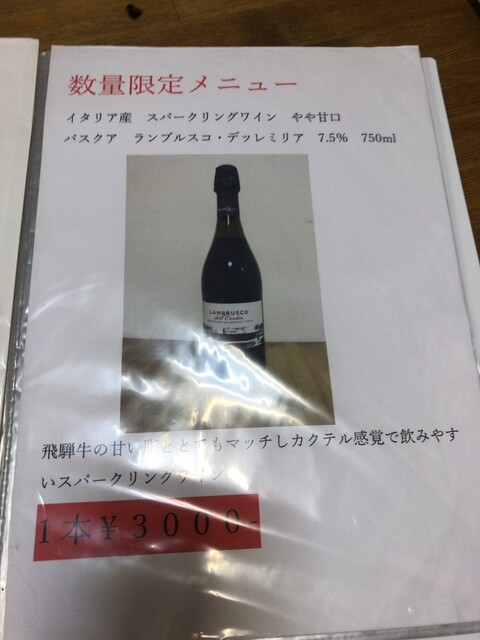 数量限定メニュー
イタリア産　スパークリングワイン　やや甘口
パスクア　ランブルスコ・デッレミリア　7.5%　750ml
LAMBRUSCO
dell'Emilia
飛騨牛の甘い脂ととてもマッチしカクテル感覚で飲みやす
いスパークリングワイン
1本¥3000-